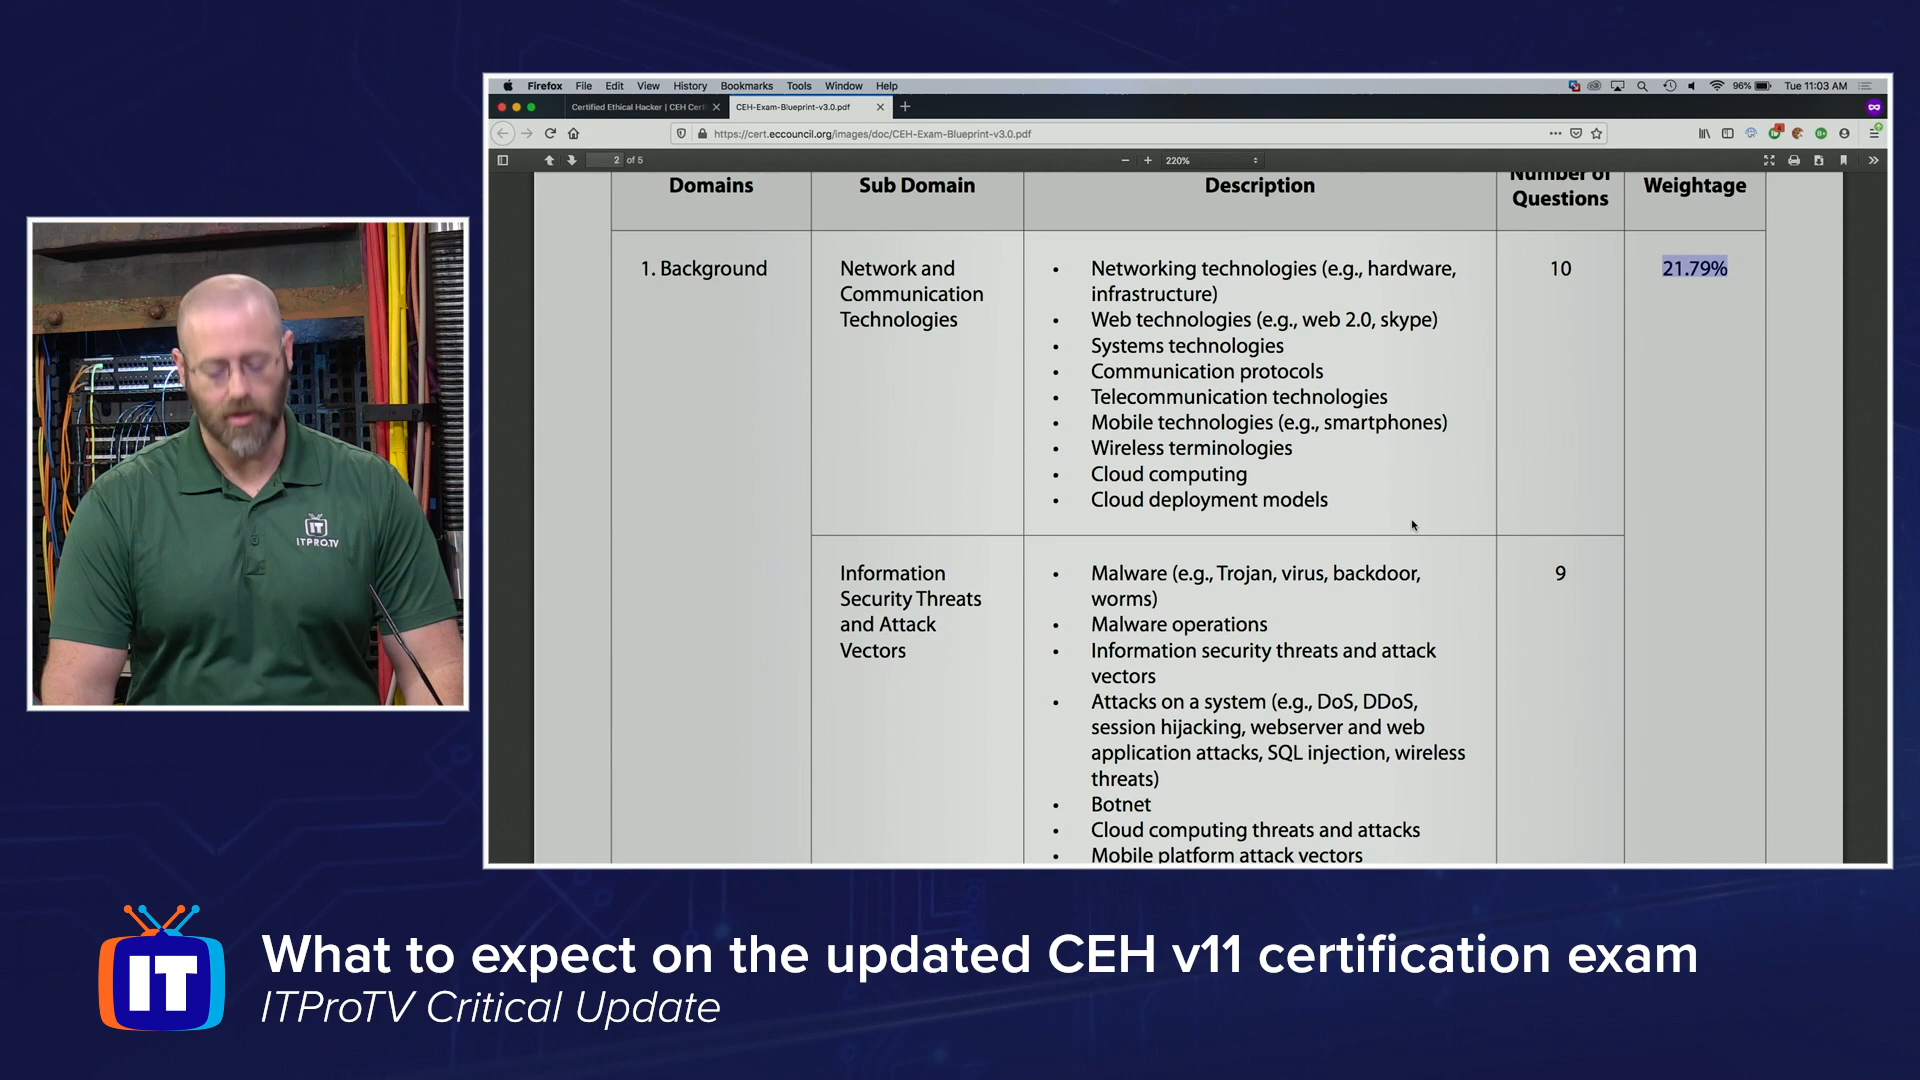 Firefox File Edit View History Bookmarks Tools Window Help 96% Tue 11:03 AM
Certified Ethical Hacker | CEH Cert
CEH-Exam-Blueprint-v3.0.pdf
https://cert.eccouncil.org/images/doc/CEH-Exam-Blueprint-v3.0.pdf
2 of 5
220%
Domains
Sub Domain
Description
Number of
Questions
Weightage
1. Background
Network and
Communication
Technologies
• Networking technologies (e.g., hardware,
infrastructure)
• Web technologies (e.g., web 2.0, skype)
• Systems technologies
• Communication protocols
• Telecommunication technologies
• Mobile technologies (e.g., smartphones)
• Wireless terminologies
• Cloud computing
• Cloud deployment models
10
21.79%
Information
Security Threats
and Attack
Vectors
• Malware (e.g., Trojan, virus, backdoor,
worms)
• Malware operations
• Information security threats and attack
vectors
• Attacks on a system (e.g., DoS, DDoS,
session hijacking, webserver and web
application attacks, SQL injection, wireless
threats)
• Botnet
• Cloud computing threats and attacks
• Mobile platform attack vectors
9
IT
ITPRO.TV
IT
What to expect on the updated CEH v11 certification exam
ITProTV Critical Update